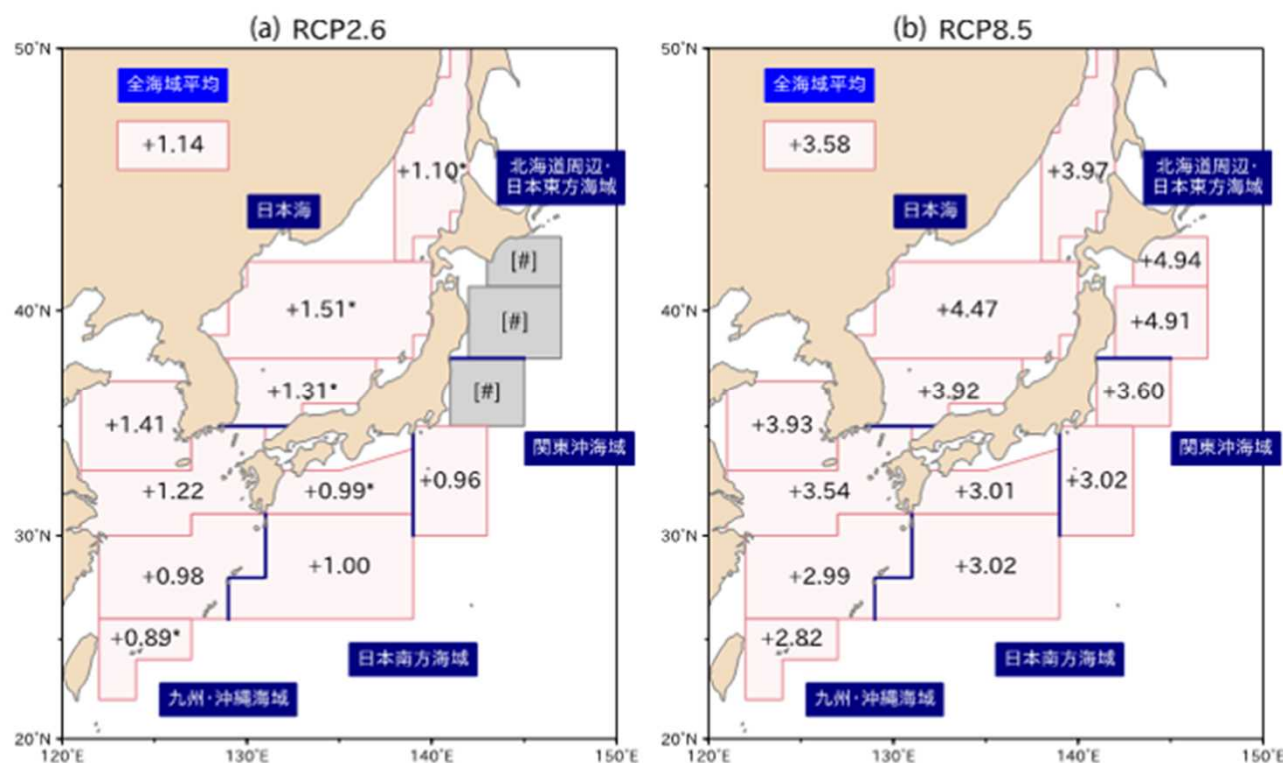 (a) RCP2.6
50°N
全海域平均
+1.14
+1.10*
北海道周辺・
日本東方海域
日本海
[#]
+1.51*
[#]
40°N
+1.31*
[#]
+1.41
関東沖海域
+1.22
+0.99*
+0.96
30°N
+0.98
+1.00
+0.89*
日本南方海域
九州・沖縄海域
20°N
120°E
130°E
140°E
150°E
(b) RCP8.5
50°N
全海域平均
+3.58
+3.97
北海道周辺・
日本東方海域
日本海
+4.94
+4.47
+4.91
40°N
+3.92
+3.60
+3.93
関東沖海域
+3.54
+3.01
+3.02
30°N
+2.99
+3.02
+2.82
日本南方海域
九州・沖縄海域
20°N
120°E
130°E
140°E
150°E